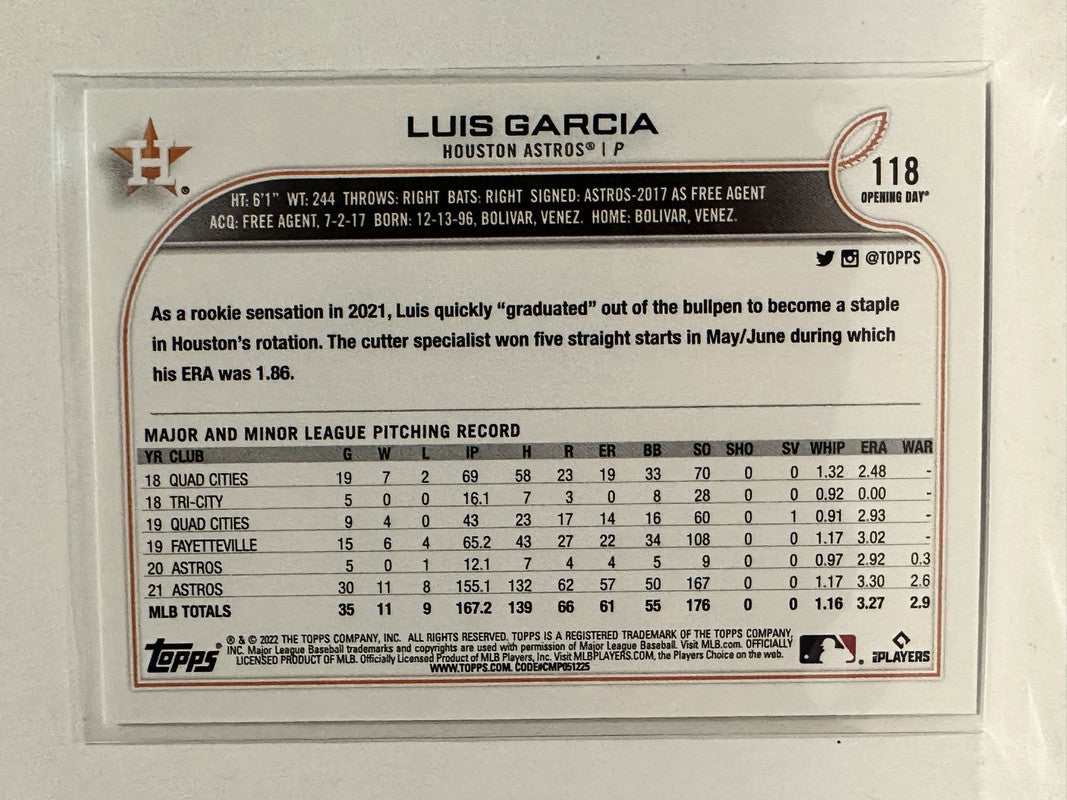 LUIS GARCIA
HOUSTON ASTROS® | P
H
®
118
OPENING DAY®
HT: 6'1" WT: 244 THROWS: RIGHT BATS: RIGHT SIGNED: ASTROS-2017 AS FREE AGENT
ACQ: FREE AGENT, 7-2-17 BORN: 12-13-96, BOLIVAR, VENEZ. HOME: BOLIVAR, VENEZ.
@TOPPS
As a rookie sensation in 2021, Luis quickly “graduated” out of the bullpen to become a staple
in Houston's rotation. The cutter specialist won five straight starts in May/June during which
his ERA was 1.86.
MAJOR AND MINOR LEAGUE PITCHING RECORD
YR CLUB G W L IP H R ER BB SO SHO SV WHIP ERA WAR
18 QUAD CITIES 19 7 2 69 58 23 19 33 70 0 0 1.32 2.48 -
18 TRI-CITY 5 0 0 16.1 7 3 0 8 28 0 0 0.92 0.00 -
19 QUAD CITIES 9 4 0 43 23 17 14 16 60 0 1 0.91 2.93 -
19 FAYETTEVILLE 15 6 4 65.2 43 27 22 34 108 0 0 1.17 3.02 -
20 ASTROS 5 0 1 12.1 7 4 4 5 9 0 0 0.97 2.92 0.3
21 ASTROS 30 11 8 155.1 132 62 57 50 167 0 0 1.17 3.30 2.6
MLB TOTALS 35 11 9 167.2 139 66 61 55 176 0 0 1.16 3.27 2.9
Topps®
® & © 2022 THE TOPPS COMPANY, INC. ALL RIGHTS RESERVED. TOPPS IS A REGISTERED TRADEMARK OF THE TOPPS COMPANY,
INC. Major League Baseball trademarks and copyrights are used with permission of Major League Baseball. Visit MLB.com. OFFICIALLY
LICENSED PRODUCT OF MLB. Officially Licensed Product of MLB Players, Inc. Visit MLBPLAYERS.COM, the Players Choice on the web.
WWW.TOPPS.COM. CODE#CMP051225
MLBPLAYERS